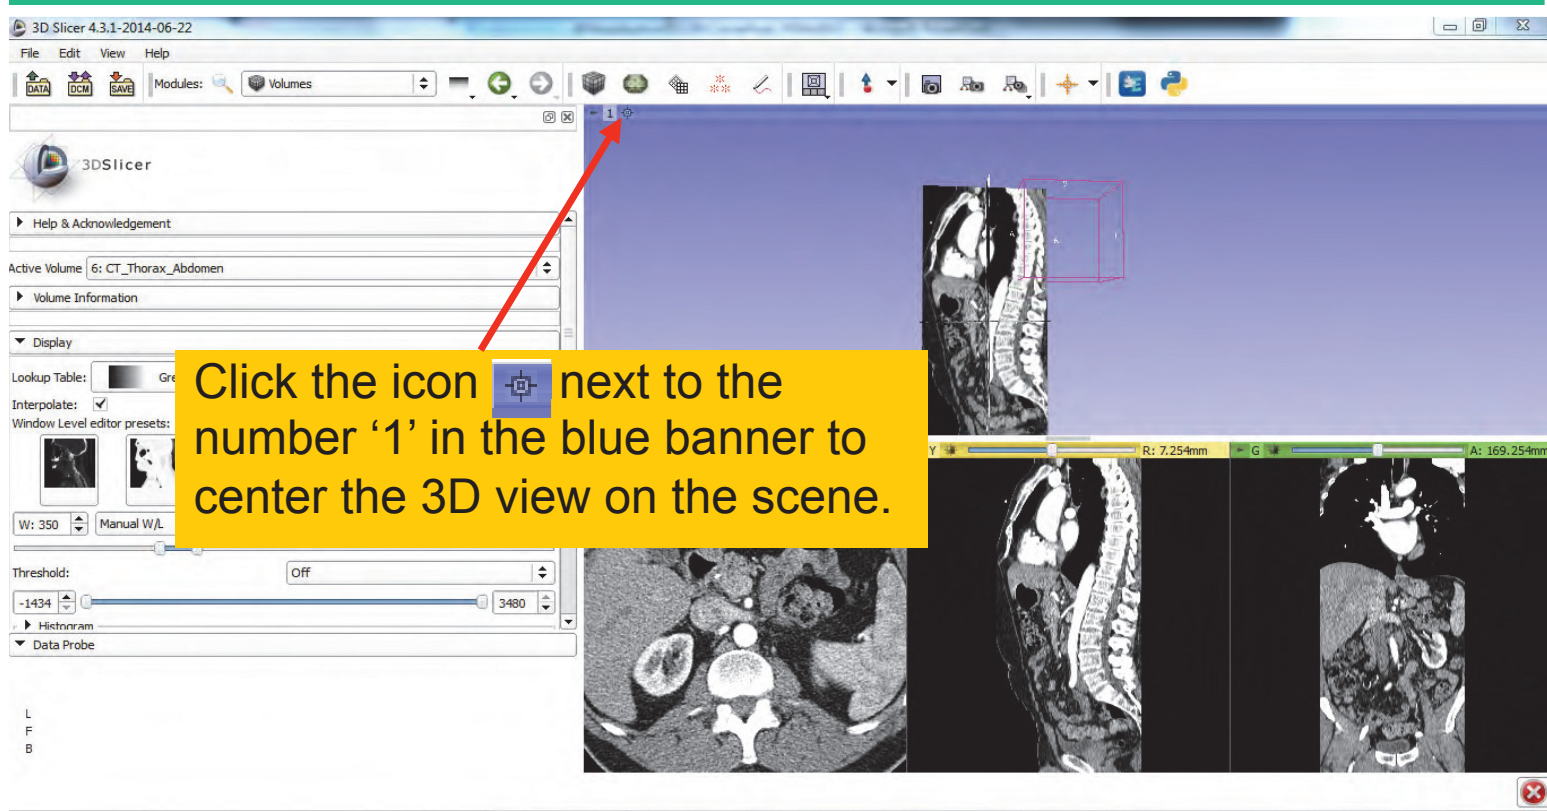 3D Slicer 4.3.1-2014-06-22
File Edit View Help
DATA DCM SAVE Modules: Volumes
1
3DSlicer
Help & Acknowledgement
Active Volume 6: CT_Thorax_Abdomen
Volume Information
Display
Lookup Table: Gre
Interpolate:
Window Level editor presets:
Click the icon next to the
number ‘1’ in the blue banner to
center the 3D view on the scene.
Y R: 7.254mm G A: 169.254mm
W: 350 Manual W/L
Threshold: Off
-1434 3480
Histogram
Data Probe
L
F
B